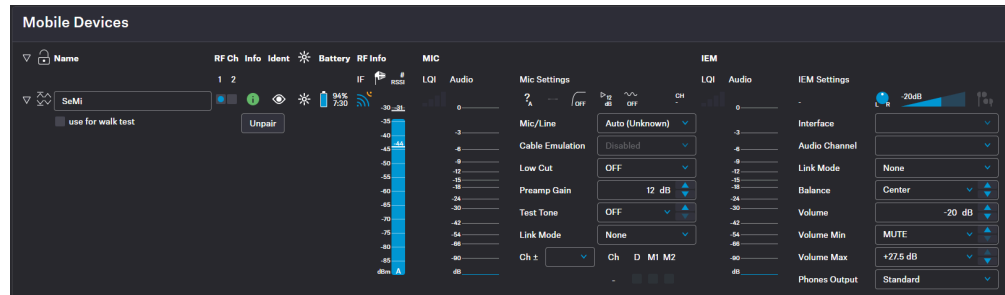 Mobile Devices
Name RF Ch Info Ident Battery RF Info MIC IEM
1 2 IF # RSSI LQI Audio Mic Settings LQI Audio IEM Settings
SeMi 94% 7:30 ?A -- OFF 12 dB OFF CH - - L R -20dB
use for walk test Unpair
-30 -31- 0 0
-35 Mic/Line Auto (Unknown) Interface
-40 -3 -3
-45 -44 -6 Cable Emulation Disabled -6 Audio Channel
-50 -9 -9
-12 Low Cut OFF -12 Link Mode None
-55 -15 -15
-60 -18 Preamp Gain 12 dB -18 Balance Center
-65 -24 -24
-30 Test Tone OFF -30 Volume -20 dB
-70 -42 -42
-75 -54 Link Mode None -54 Volume Min MUTE
-80 -66 -66
-85 -90 Ch ± Ch D M1 M2 -90 Volume Max +27.5 dB
dBm A dB - dB Phones Output Standard